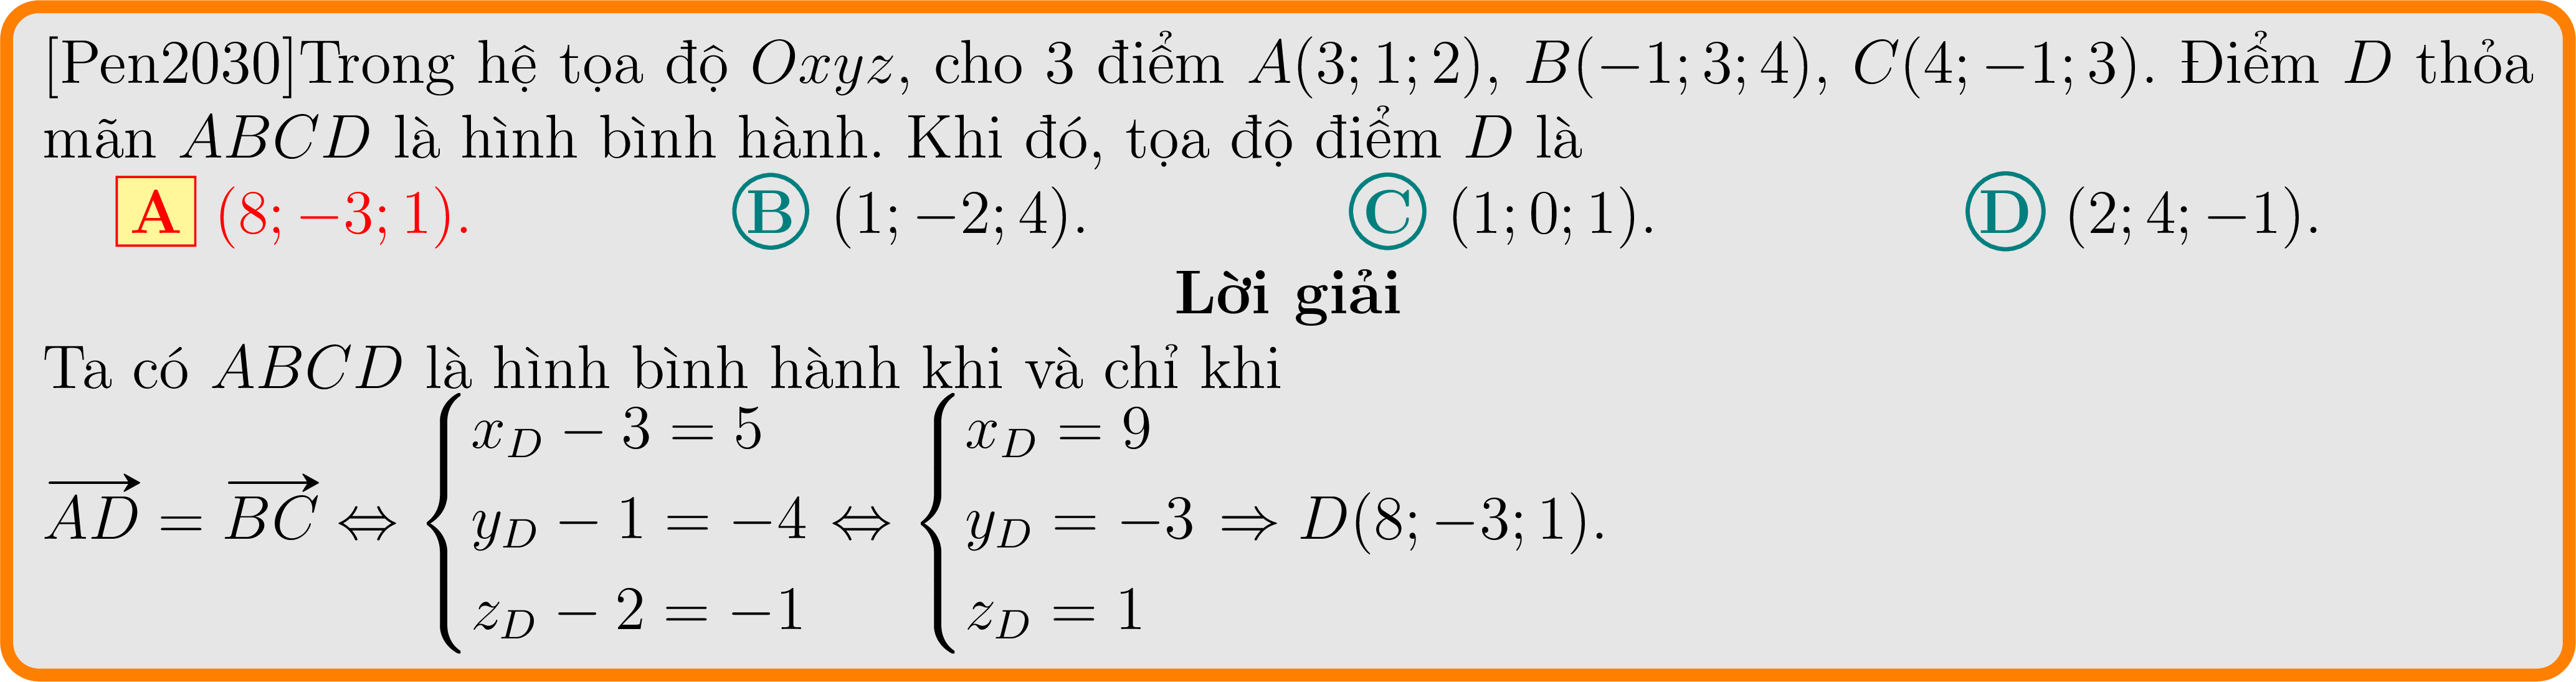 [Pen2030]Trong hệ tọa độ Oxyz, cho 3 điểm A(3; 1; 2), B(−1; 3; 4), C(4; −1; 3). Điểm D thỏa
mãn ABCD là hình bình hành. Khi đó, tọa độ điểm D là
A (8; −3; 1). B (1; −2; 4). C (1; 0; 1). D (2; 4; −1).
Lời giải
Ta có ABCD là hình bình hành khi và chỉ khi
$\overrightarrow{AD} = \overrightarrow{BC} \Leftrightarrow \begin{cases} x_D - 3 = 5 \\ y_D - 1 = -4 \\ z_D - 2 = -1 \end{cases} \Leftrightarrow \begin{cases} x_D = 9 \\ y_D = -3 \\ z_D = 1 \end{cases} \Rightarrow D(8; -3; 1).$